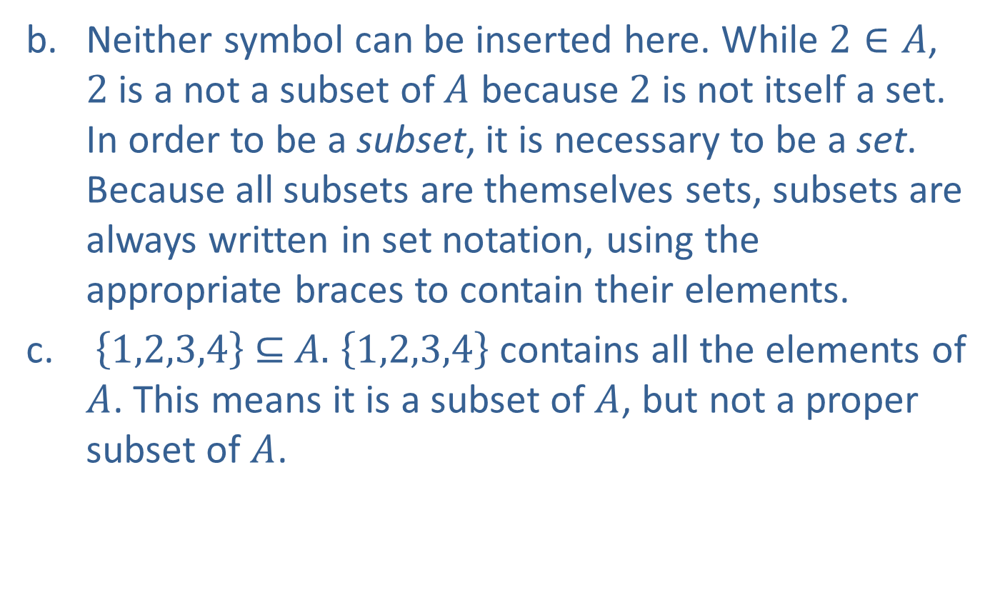 b. Neither symbol can be inserted here. While 2 ∈ A,
2 is a not a subset of A because 2 is not itself a set.
In order to be a subset, it is necessary to be a set.
Because all subsets are themselves sets, subsets are
always written in set notation, using the
appropriate braces to contain their elements.
c. {1,2,3,4} ⊆ A. {1,2,3,4} contains all the elements of
A. This means it is a subset of A, but not a proper
subset of A.